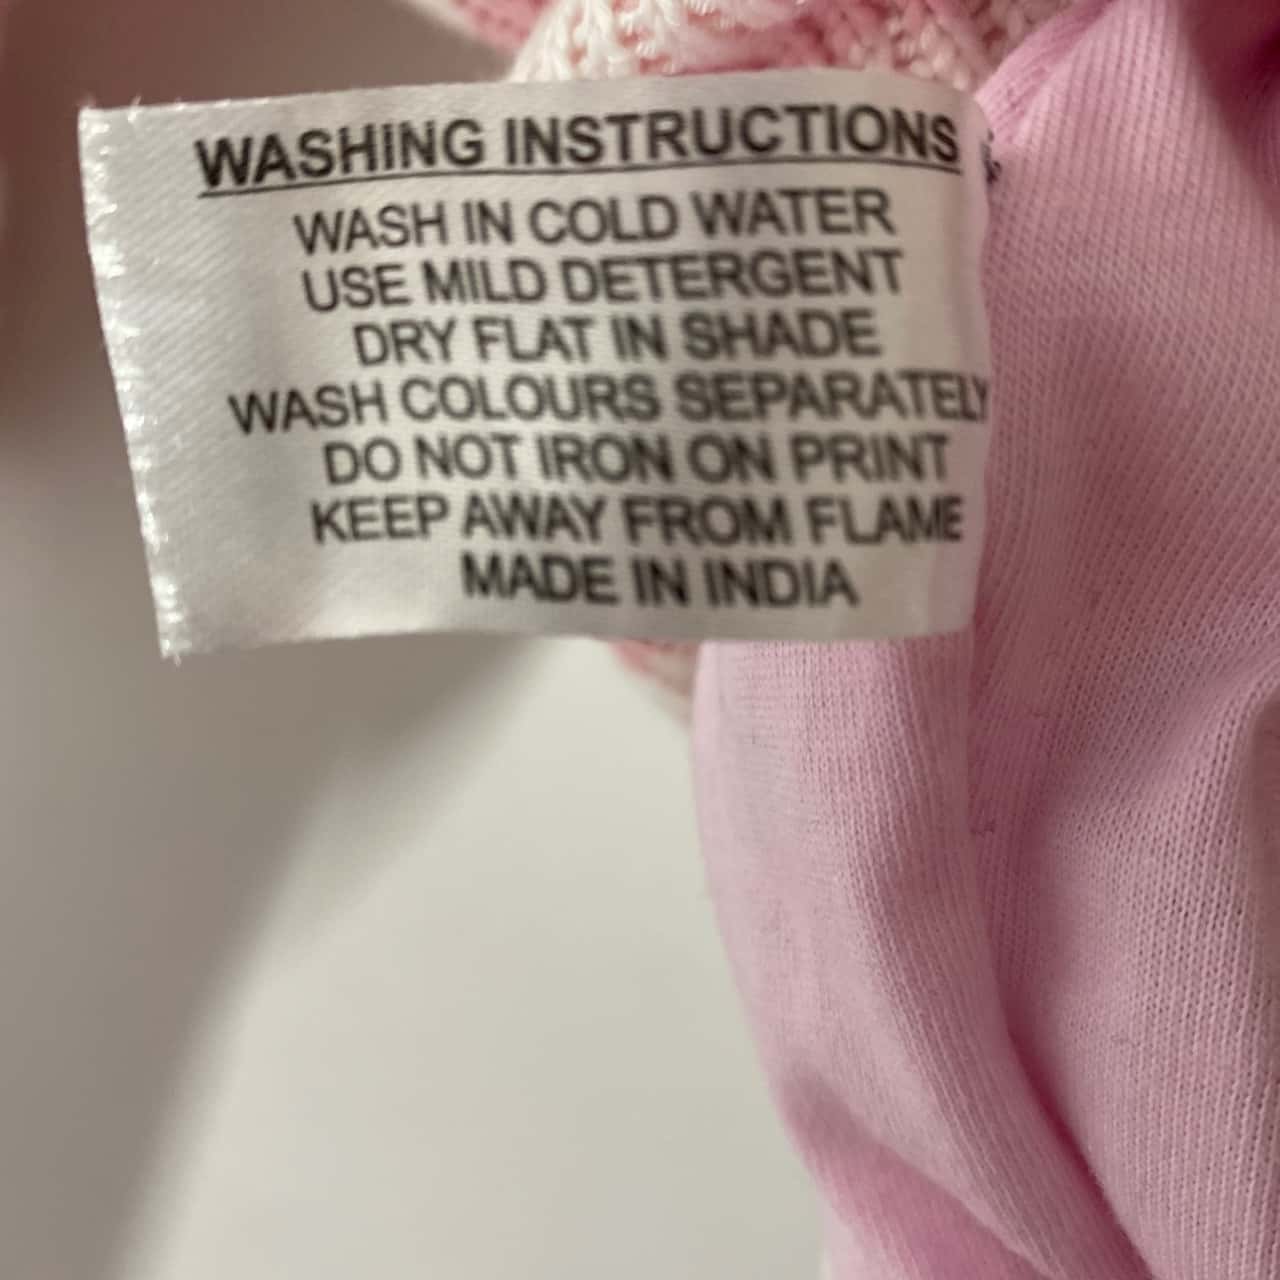 WASHING INSTRUCTIONS
WASH IN COLD WATER
USE MILD DETERGENT
DRY FLAT IN SHADE
WASH COLOURS SEPARATELY
DO NOT IRON ON PRINT
KEEP AWAY FROM FLAME
MADE IN INDIA